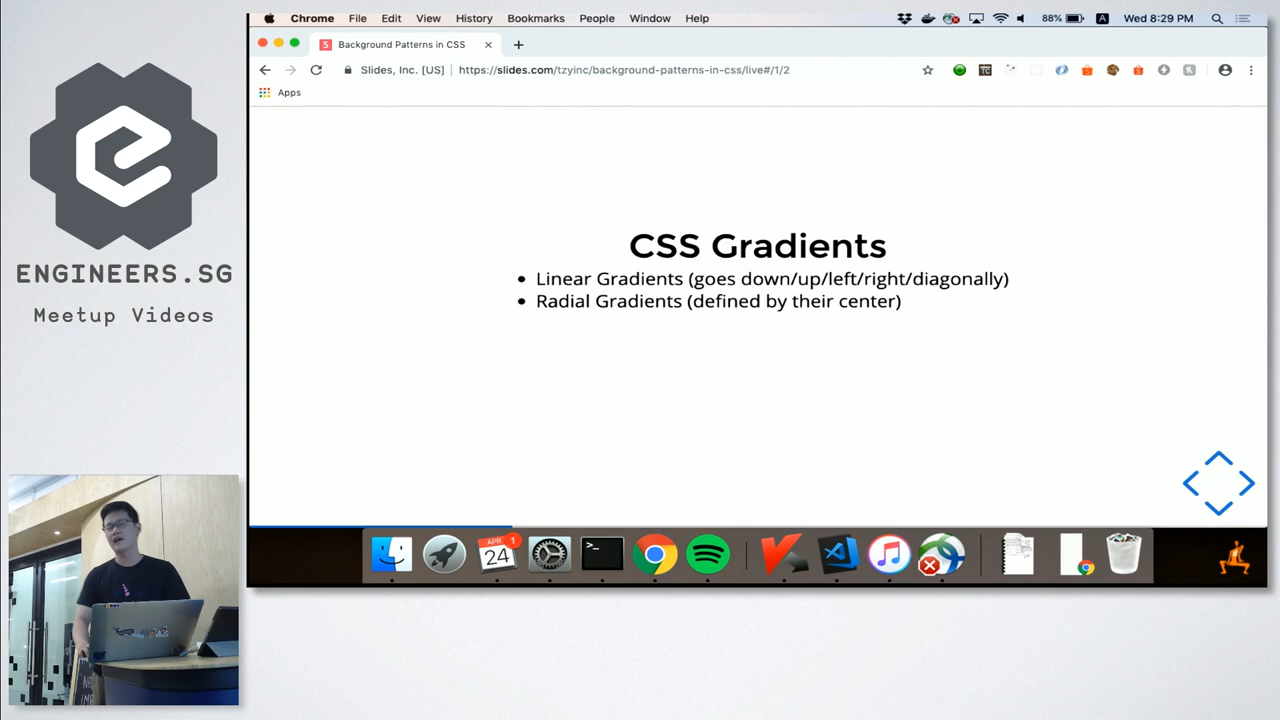 Chrome File Edit View History Bookmarks People Window Help 88% A Wed 8:29 PM
S Background Patterns in CSS
Slides, Inc. [US] https://slides.com/tzyinc/background-patterns-in-css/live#/1/2 TC
Apps
ENGINEERS.SG
Meetup Videos
CSS Gradients
• Linear Gradients (goes down/up/left/right/diagonally)
• Radial Gradients (defined by their center)
APR 1
24
>_